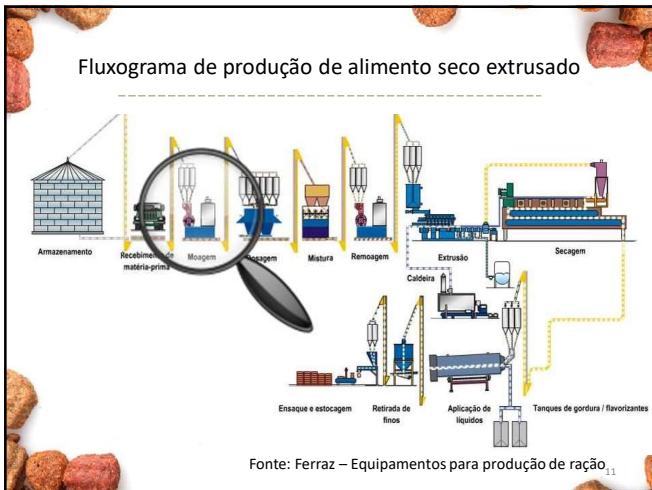 Fluxograma de produção de alimento seco extrusado
Armazenamento
Recebimento de
matéria-prima
Moagem
Dosagem
Mistura
Remoagem
Extrusão
Secagem
Caldeira
Ensaque e estocagem
Retirada de
finos
Aplicação de
líquidos
Tanques de gordura / flavorizantes
Fonte: Ferraz – Equipamentos para produção de ração
11